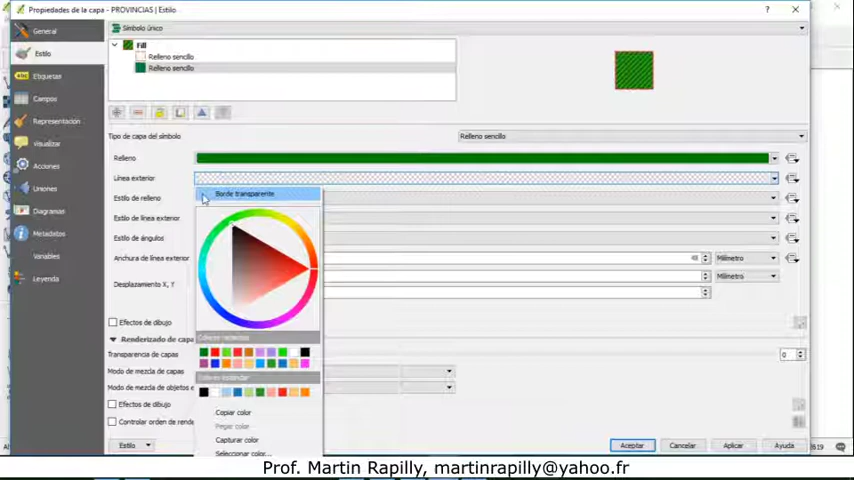 Propiedades de la capa - PROVINCIAS | Estilo
? ×
General
Estilo
Etiquetas
Campos
Representación
Visualizar
Acciones
Uniones
Diagramas
Metadatos
Variables
Leyenda
Símbolo único
Fill
Relleno sencillo
Relleno sencillo
Tipo de capa del símbolo
Relleno sencillo
Relleno
Línea exterior
Borde transparente
Estilo de relleno
Estilo de línea exterior
Estilo de ángulos
Anchura de línea exterior
Milímetro
Desplazamiento X, Y
Milímetro
Efectos de dibujo
Colores recientes
Renderizado de capa
Transparencia de capas
0
Modo de mezcla de capas
Colores estándar
Modo de mezcla de objetos e
Efectos de dibujo
Controlar orden de rende
Copiar color
Pegar color
Capturar color
Seleccionar color...
Estilo
Aceptar
Cancelar
Aplicar
Ayuda
Prof. Martin Rapilly, martinrapilly@yahoo.fr